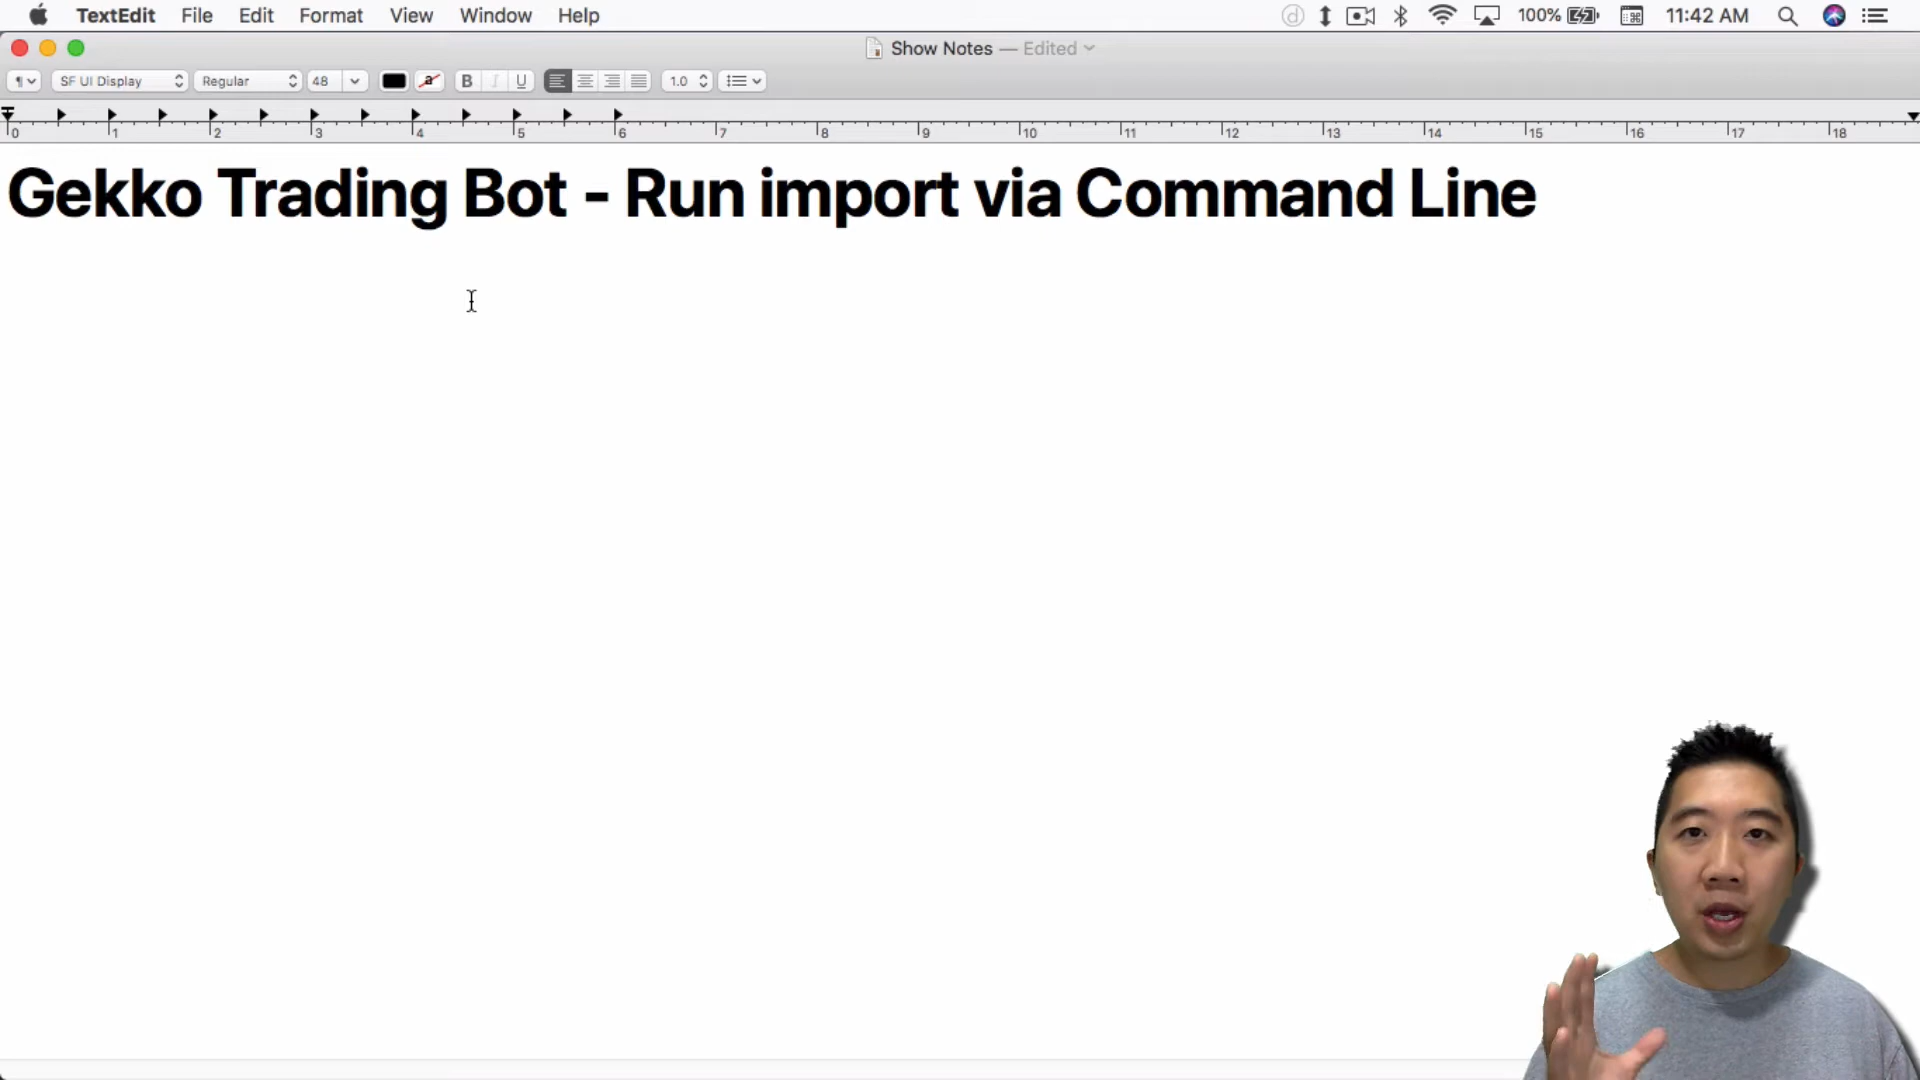 TextEdit File Edit Format View Window Help 100% 11:42 AM
Show Notes — Edited
¶ SF UI Display Regular 48 a B I U 1.0
0 1 2 3 4 5 6 7 8 9 10 11 12 13 14 15 16 17 18
Gekko Trading Bot - Run import via Command Line